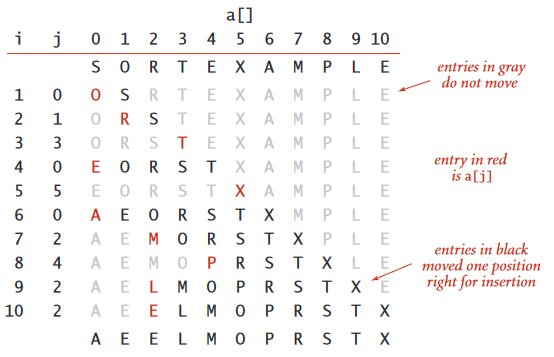 a[]
i j 0 1 2 3 4 5 6 7 8 9 10
S O R T E X A M P L E
entries in gray
do not move
1 0 O S R T E X A M P L E
2 1 O R S T E X A M P L E
3 3 O R S T E X A M P L E
4 0 E O R S T X A M P L E
entry in red
is a[j]
5 5 E O R S T X A M P L E
6 0 A E O R S T X M P L E
7 2 A E M O R S T X P L E
entries in black
moved one position
right for insertion
8 4 A E M O P R S T X L E
9 2 A E L M O P R S T X E
10 2 A E E L M O P R S T X
A E E L M O P R S T X